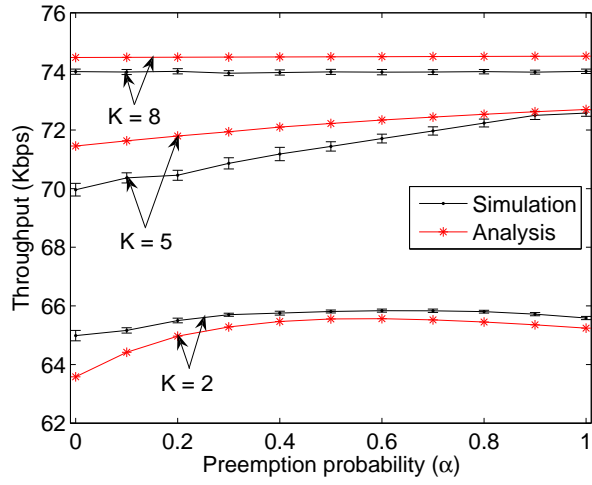 76
74
72
70
68
66
64
62
Throughput (Kbps)
K = 8
K = 5
K = 2
Simulation
Analysis
0
0.2
0.4
0.6
0.8
1
Preemption probability (α)